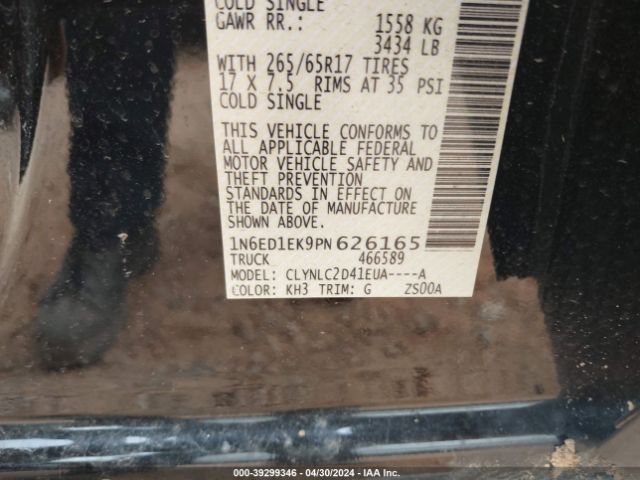 COLD SINGLE
GAWR RR.: 1558 KG
3434 LB
WITH 265/65R17 TIRES
17 X 7.5 RIMS AT 35 PSI
COLD SINGLE
THIS VEHICLE CONFORMS TO
ALL APPLICABLE FEDERAL
MOTOR VEHICLE SAFETY AND
THEFT PREVENTION
STANDARDS IN EFFECT ON
THE DATE OF MANUFACTURE
SHOWN ABOVE.
1N6ED1EK9PN626165
TRUCK 466589
MODEL: CLYNLC2D41EUA----A
COLOR: KH3 TRIM: G ZS00A
000-39299346 / 04/30/2024 / IAA Inc.